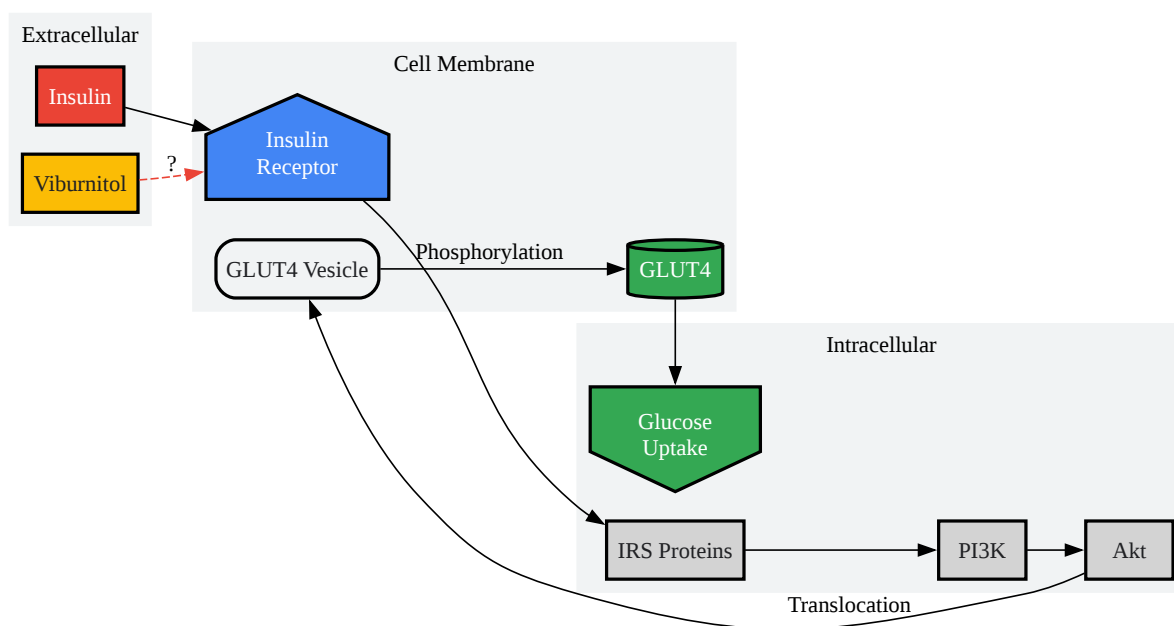 Extracellular
Insulin
Viburnitol
?
Cell Membrane
Insulin
Receptor
GLUT4 Vesicle
Phosphorylation
GLUT4
Intracellular
Glucose
Uptake
IRS Proteins
PI3K
Akt
Translocation